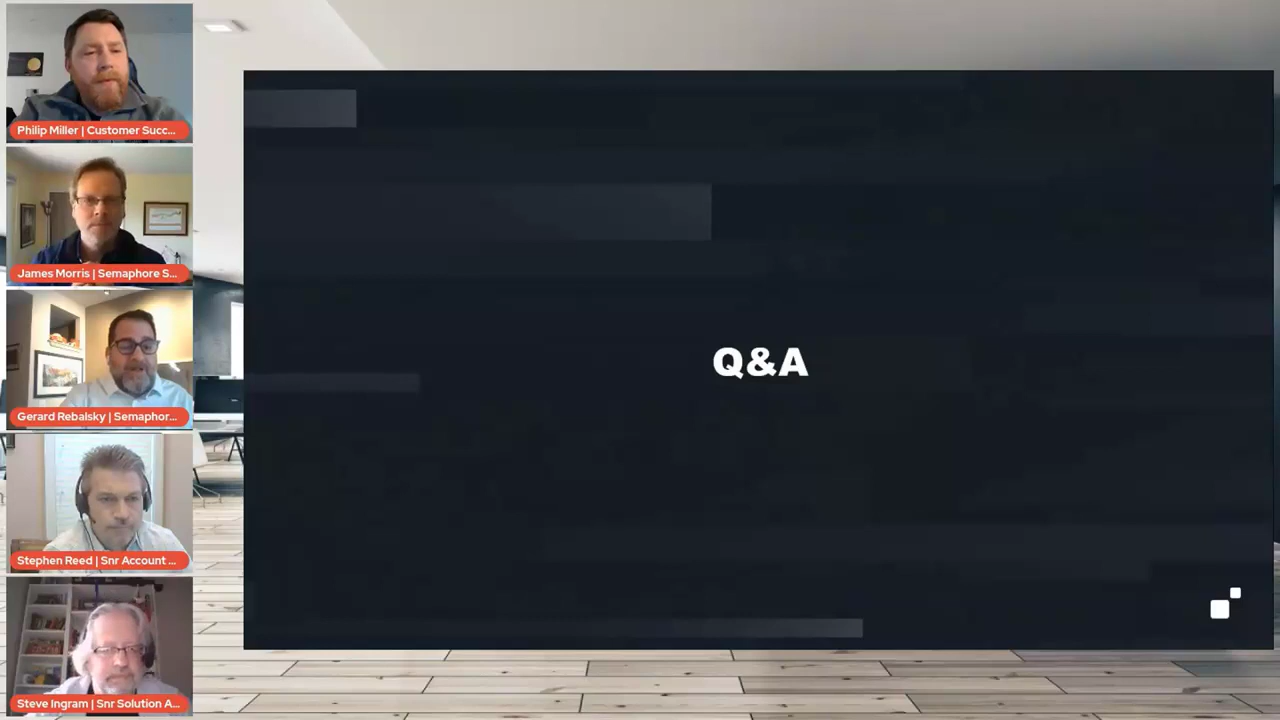 Philip Miller | Customer Succ...
James Morris | Semaphore S...
Gerard Rebalsky | Semaphor...
Stephen Reed | Snr Account ...
Steve Ingram | Snr Solution A...
Q&A